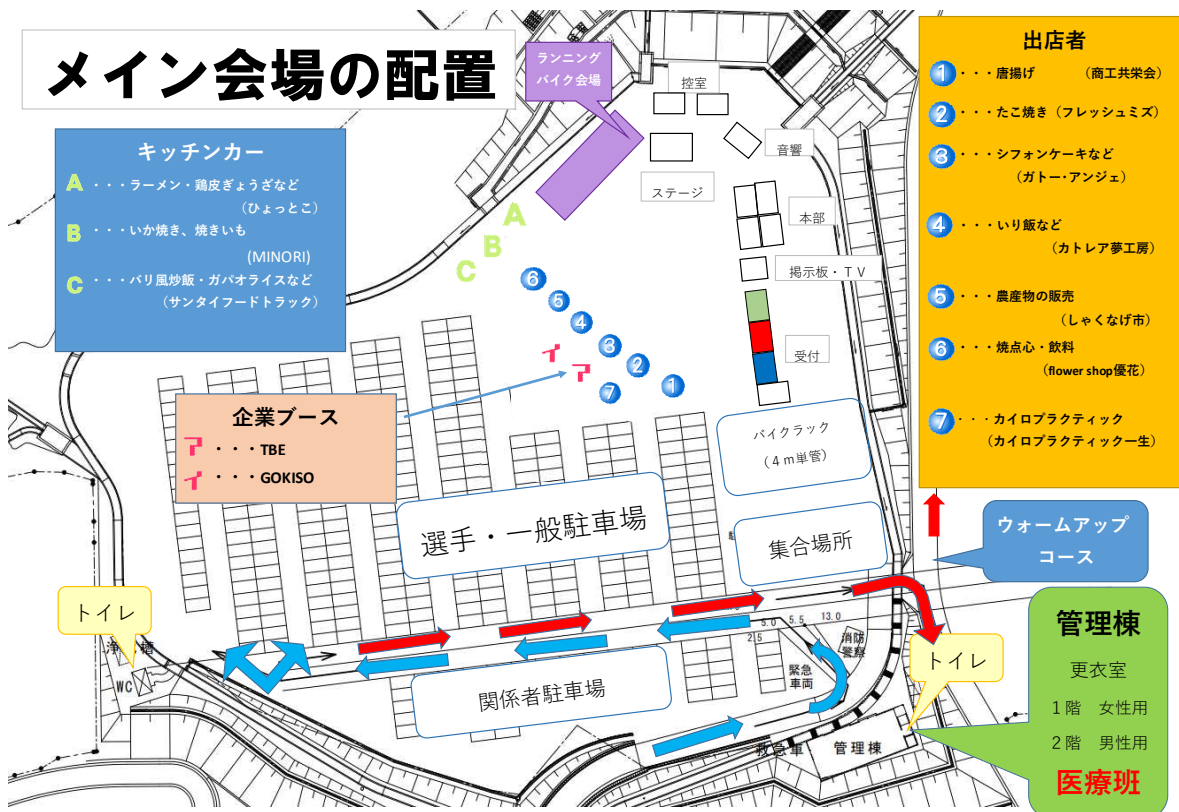 メイン会場の配置
ランニング
バイク会場
控室
音響
ステージ
本部
掲示板・ＴＶ
受付
キッチンカー
A ・・・ラーメン・鶏皮ぎょうざなど
（ひょっとこ）
B ・・・いか焼き、焼きいも
(MINORI)
C ・・・バリ風炒飯・ガパオライスなど
（サンタイフードトラック）
A
B
C
6
5
4
3
2
1
7
イ
ア
企業ブース
ア ・・・TBE
イ ・・・GOKISO
出店者
1 ・・・唐揚げ （商工共栄会）
2 ・・・たこ焼き（フレッシュミズ）
3 ・・・シフォンケーキなど
（ガトー・アンジェ）
4 ・・・いり飯など
（カトレア夢工房）
5 ・・・農産物の販売
（しゃくなげ市）
6 ・・・焼点心・飲料
（flower shop優花）
7 ・・・カイロプラクティック
（カイロプラクティック一生）
バイクラック
（４ｍ単管）
選手・一般駐車場
集合場所
ウォームアップ
コース
トイレ
WC
関係者駐車場
2.5
5.0
5.5
13.0
消防
警察
緊急
車両
救急車
管理棟
トイレ
管理棟
更衣室
１階 女性用
２階 男性用
医療班